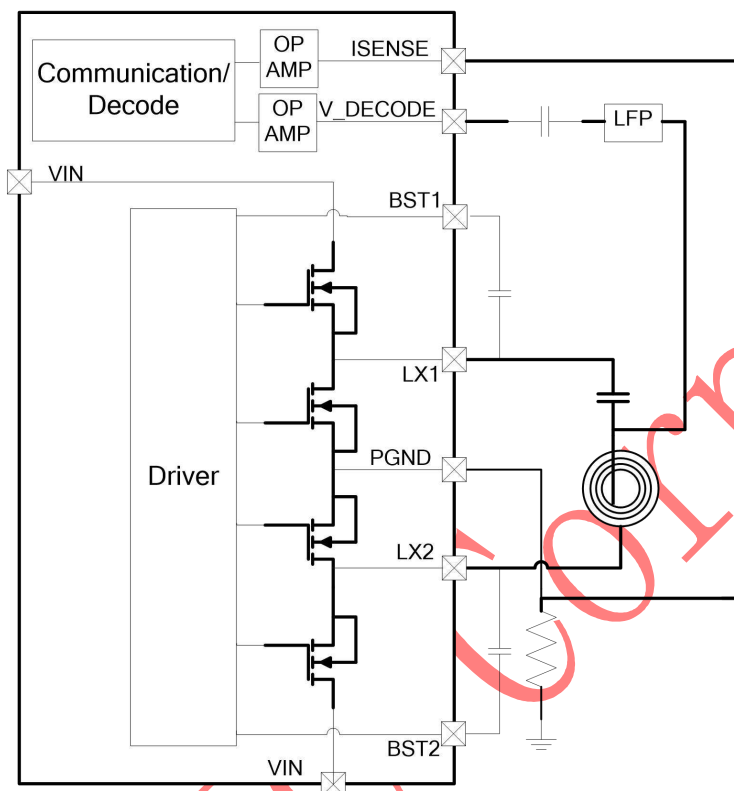 Communication/
Decode
OP
AMP
ISENSE
OP
AMP
V_DECODE
LFP
VIN
BST1
LX1
Driver
PGND
LX2
BST2
VIN